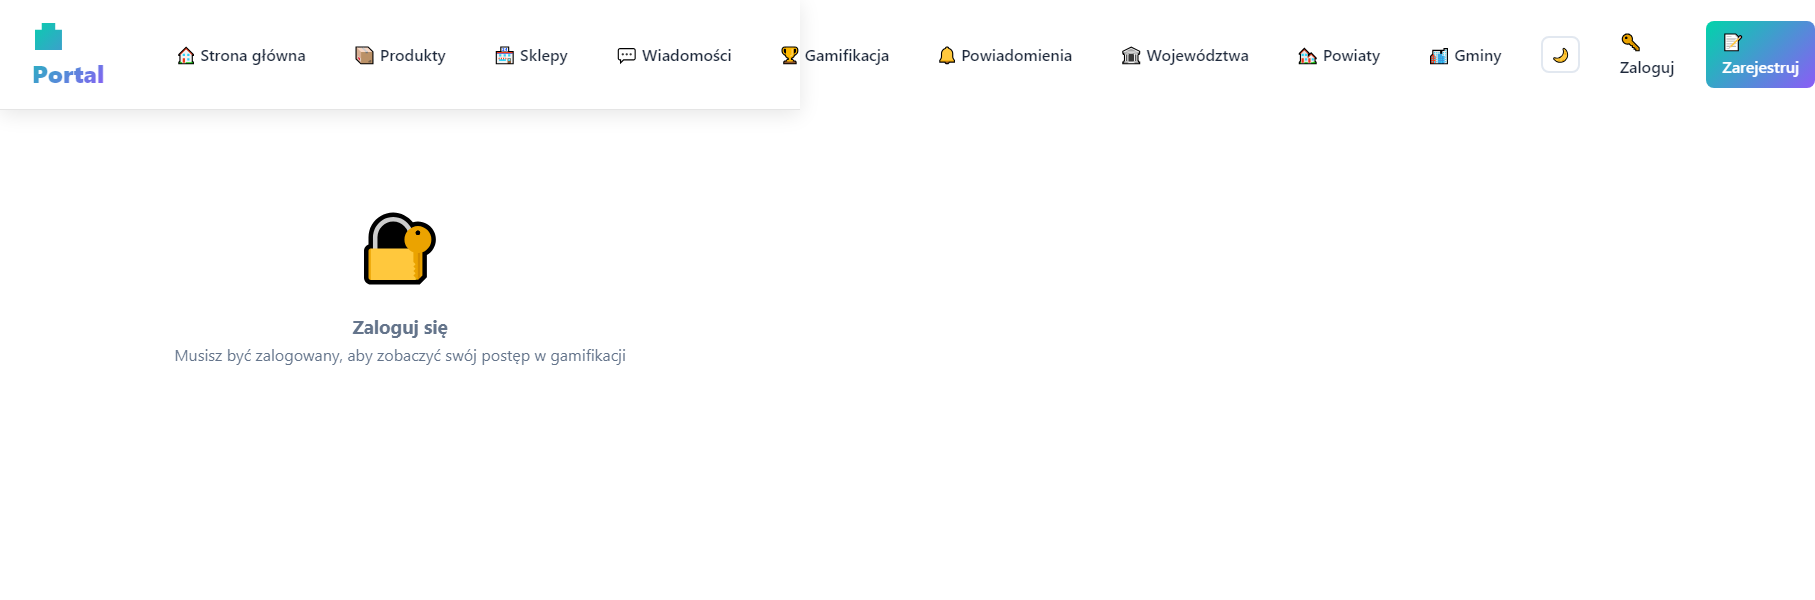 Portal
Strona główna
Produkty
Sklepy
Wiadomości
Gamifikacja
Powiadomienia
Województwa
Powiaty
Gminy
Zaloguj
Zarejestruj
Zaloguj się
Musisz być zalogowany, aby zobaczyć swój postęp w gamifikacji